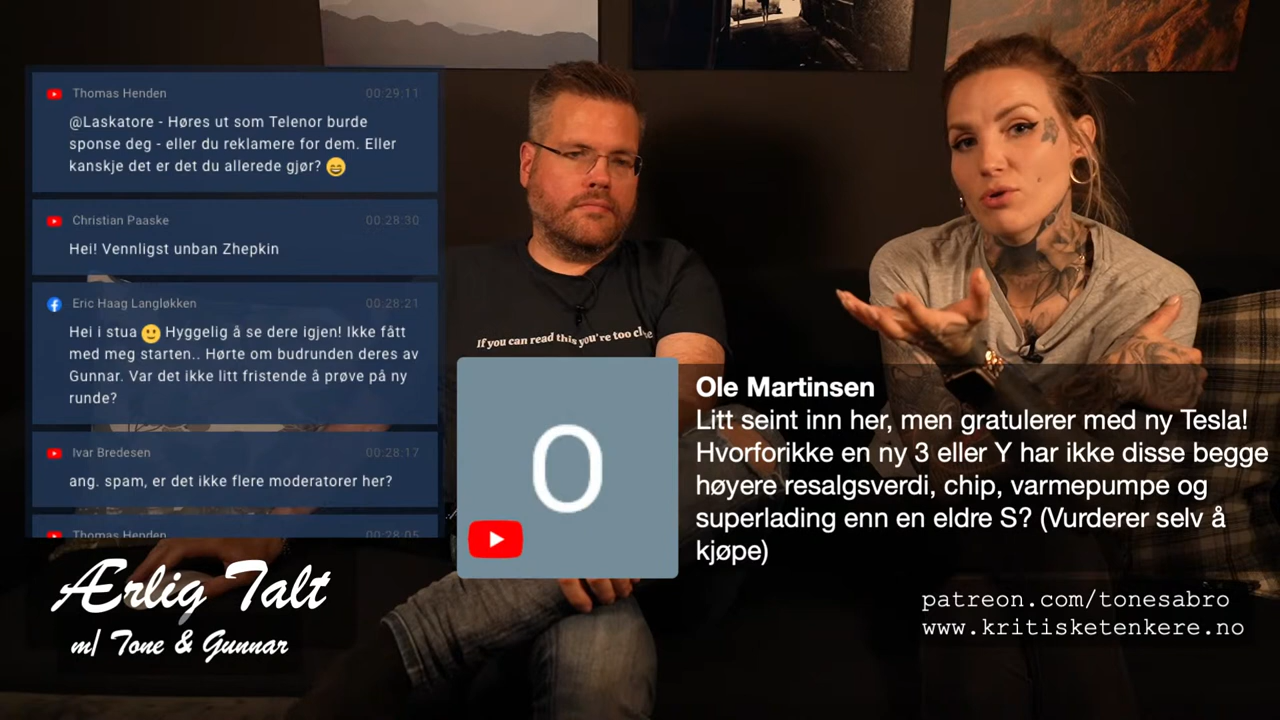 Thomas Henden 00:29:11
@Laskatore - Høres ut som Telenor burde
sponse deg - eller du reklamere for dem. Eller
kanskje det er det du allerede gjør? 😄
Christian Paaske 00:28:30
Hei! Vennligst unban Zhepkin
Eric Haag Langløkken 00:28:21
Hei i stua 🙂 Hyggelig å se dere igjen! Ikke fått
med meg starten.. Hørte om budrunden deres av
Gunnar. Var det ikke litt fristende å prøve på ny
runde?
Ivar Bredesen 00:28:17
ang. spam, er det ikke flere moderatorer her?
Thomas Henden 00:28:05
If you can read this you're too
O
Ole Martinsen
Litt seint inn her, men gratulerer med ny Tesla!
Hvorforikke en ny 3 eller Y har ikke disse begge
høyere resalgsverdi, chip, varmepumpe og
superlading enn en eldre S? (Vurderer selv å
kjøpe)
Ærlig Talt
m/ Tone & Gunnar
patreon.com/tonesabro
www.kritisketenkere.no